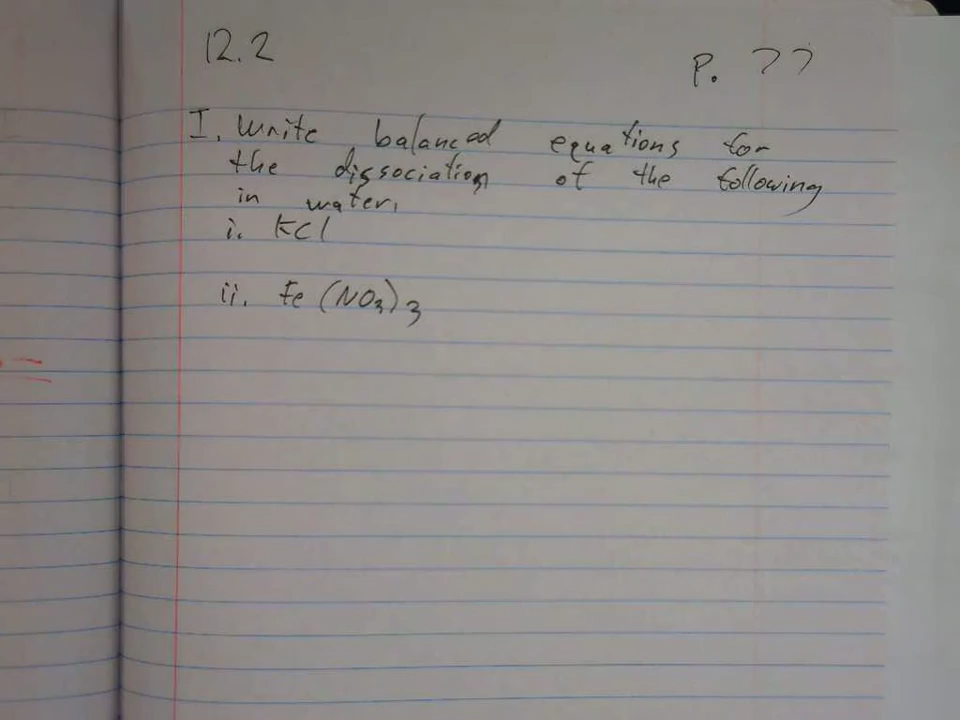 12.2
P. 77
I. Write balanced equations for
the dissociation of the following
in water.
i. KCl
ii. Fe(NO3)3